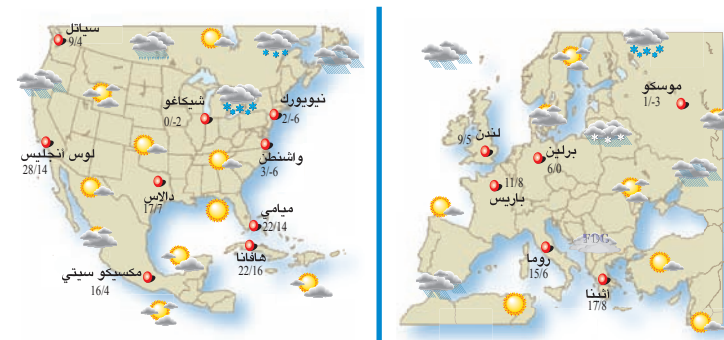 سياتل
9/4
شيكاغو
0/-2
نيويورك
2/-6
لوس أنجليس
28/14
واشنطن
3/-6
دالاس
17/7
ميامي
22/14
هافانا
22/16
مكسيكو سيتي
16/4
موسكو
1/-3
لندن
9/5
برلين
6/0
11/8
باريس
FDG
روما
15/6
أثينا
17/8